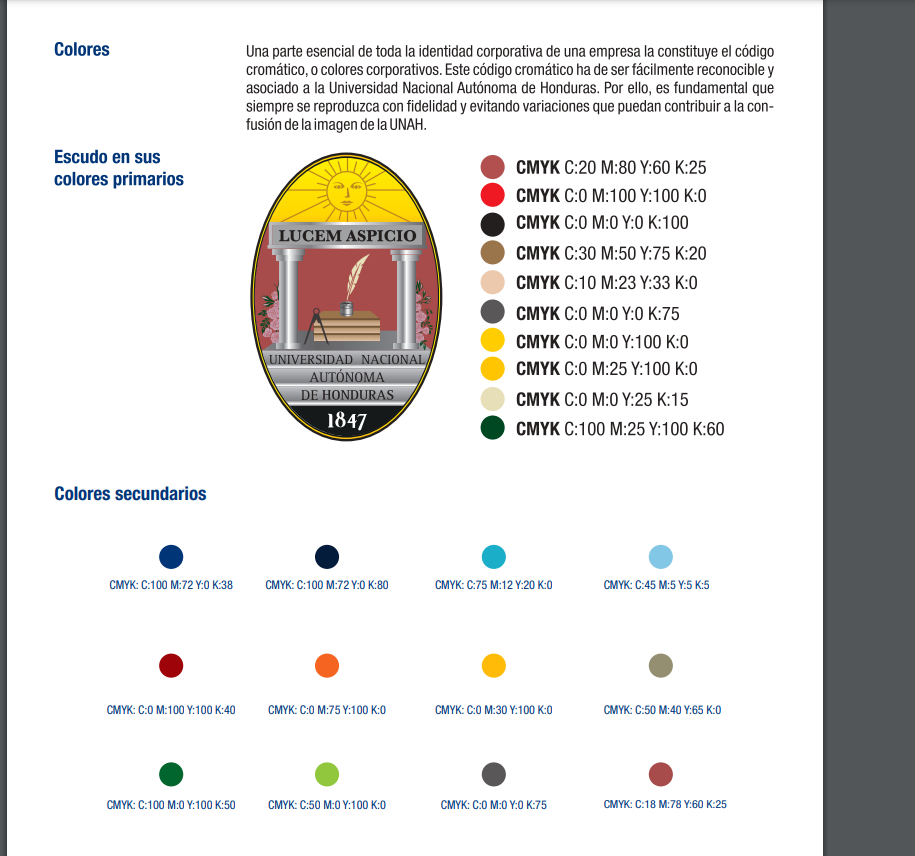 Colores
Una parte esencial de toda la identidad corporativa de una empresa la constituye el código
cromático, o colores corporativos. Este código cromático ha de ser fácilmente reconocible y
asociado a la Universidad Nacional Autónoma de Honduras. Por ello, es fundamental que
siempre se reproduzca con fidelidad y evitando variaciones que puedan contribuir a la con-
fusión de la imagen de la UNAH.
Escudo en sus
colores primarios
LUCEM ASPICIO
UNIVERSIDAD NACIONAL
AUTÓNOMA
DE HONDURAS
1847
CMYK C:20 M:80 Y:60 K:25
CMYK C:0 M:100 Y:100 K:0
CMYK C:0 M:0 Y:0 K:100
CMYK C:30 M:50 Y:75 K:20
CMYK C:10 M:23 Y:33 K:0
CMYK C:0 M:0 Y:0 K:75
CMYK C:0 M:0 Y:100 K:0
CMYK C:0 M:25 Y:100 K:0
CMYK C:0 M:0 Y:25 K:15
CMYK C:100 M:25 Y:100 K:60
Colores secundarios
CMYK: C:100 M:72 Y:0 K:38
CMYK: C:100 M:72 Y:0 K:80
CMYK: C:75 M:12 Y:20 K:0
CMYK: C:45 M:5 Y:5 K:5
CMYK: C:0 M:100 Y:100 K:40
CMYK: C:0 M:75 Y:100 K:0
CMYK: C:0 M:30 Y:100 K:0
CMYK: C:50 M:40 Y:65 K:0
CMYK: C:100 M:0 Y:100 K:50
CMYK: C:50 M:0 Y:100 K:0
CMYK: C:0 M:0 Y:0 K:75
CMYK: C:18 M:78 Y:60 K:25